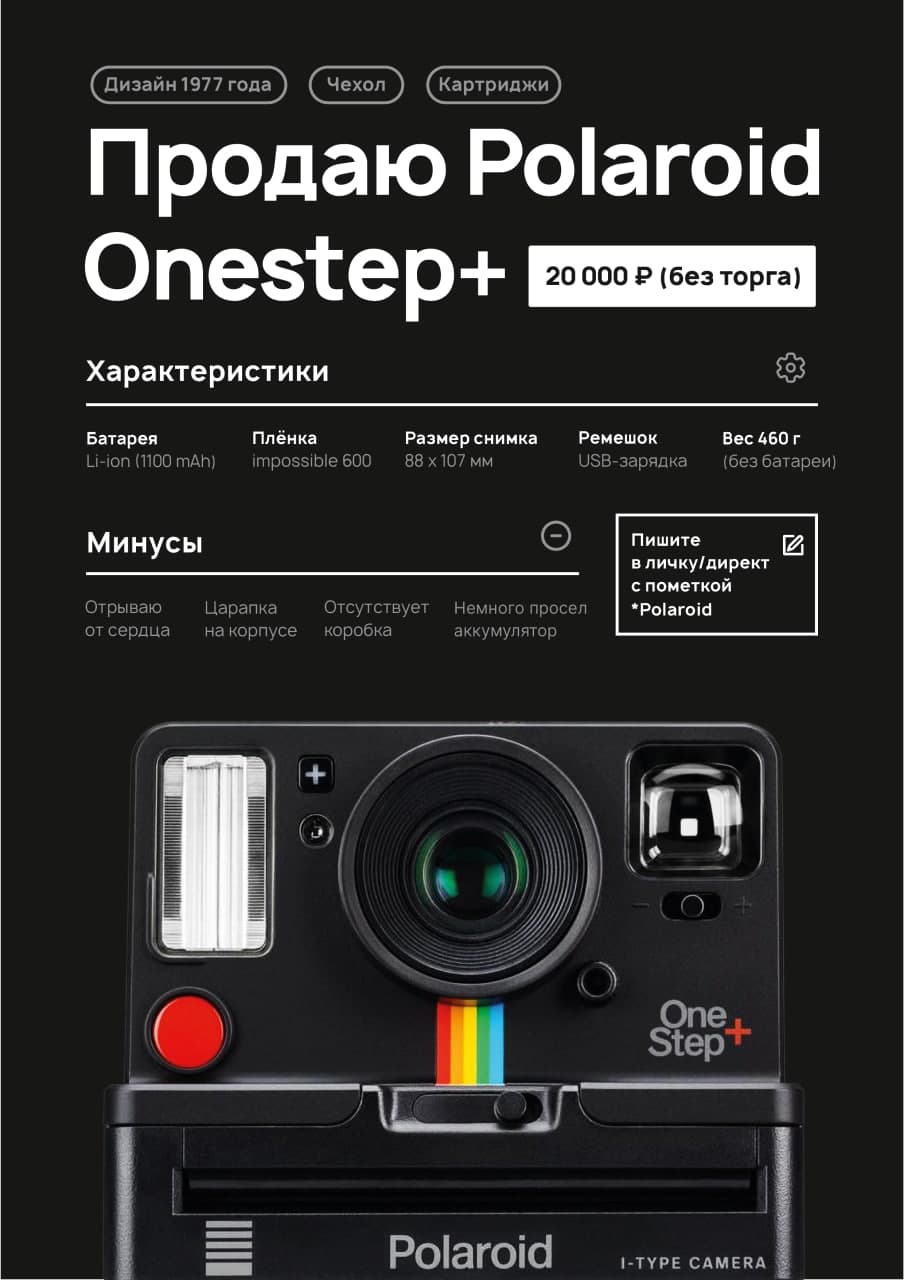 Дизайн 1977 года
Чехол
Картриджи
Продаю Polaroid
Onestep+
20 000 ₽ (без торга)
Характеристики
Батарея
Li-ion (1100 mAh)
Плёнка
impossible 600
Размер снимка
88 x 107 мм
Ремешок
USB-зарядка
Вес 460 г
(без батареи)
Минусы
Отрываю
от сердца
Царапка
на корпусе
Отсутствует
коробка
Немного просел
аккумулятор
Пишите
в личку/директ
с пометкой
*Polaroid
One
Step+
Polaroid
I-TYPE CAMERA